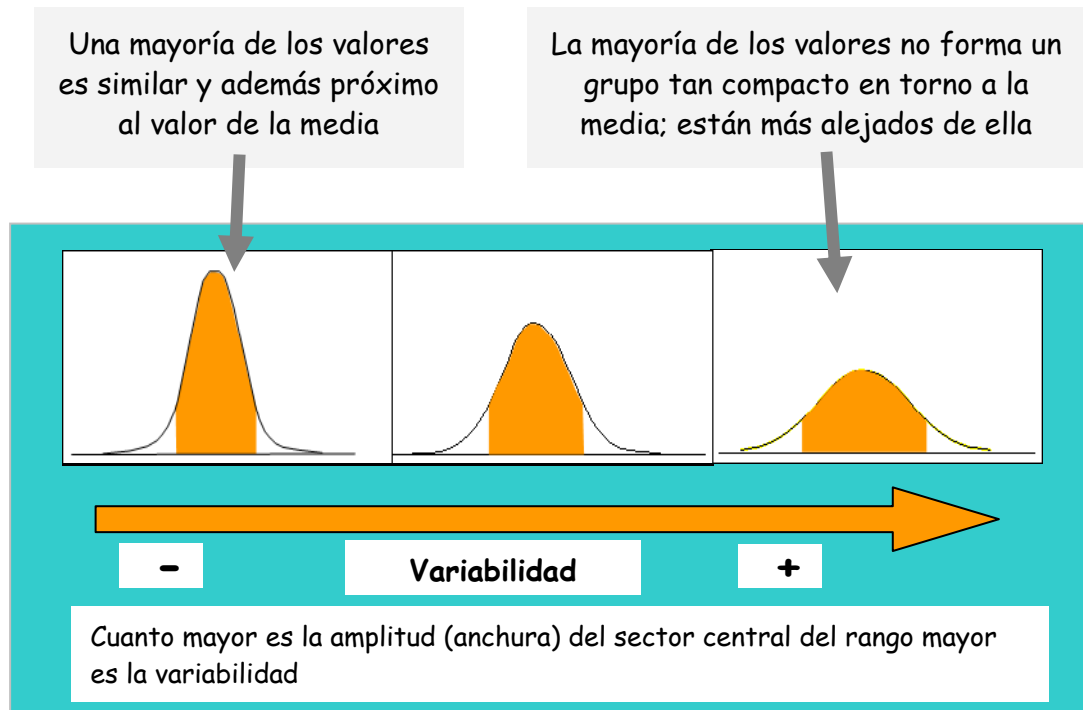 Una mayoría de los valores
es similar y además próximo
al valor de la media
La mayoría de los valores no forma un
grupo tan compacto en torno a la
media; están más alejados de ella
-
Variabilidad
+
Cuanto mayor es la amplitud (anchura) del sector central del rango mayor
es la variabilidad